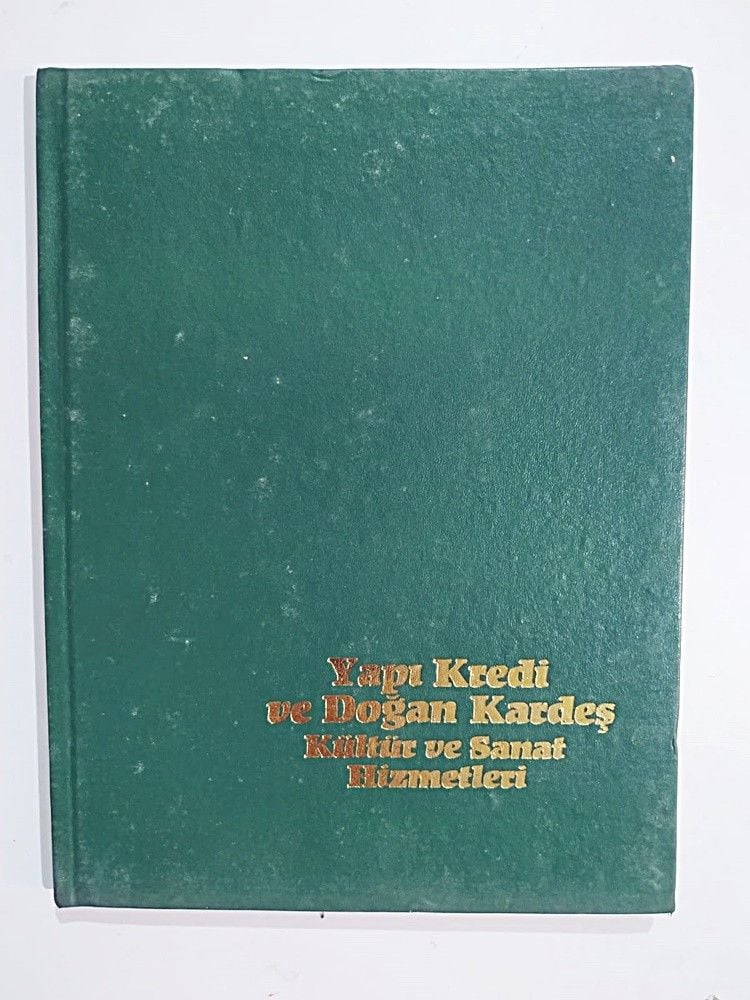 Yapı Kredi
ve Doğan Kardeş
Kültür ve Sanat
Hizmetleri